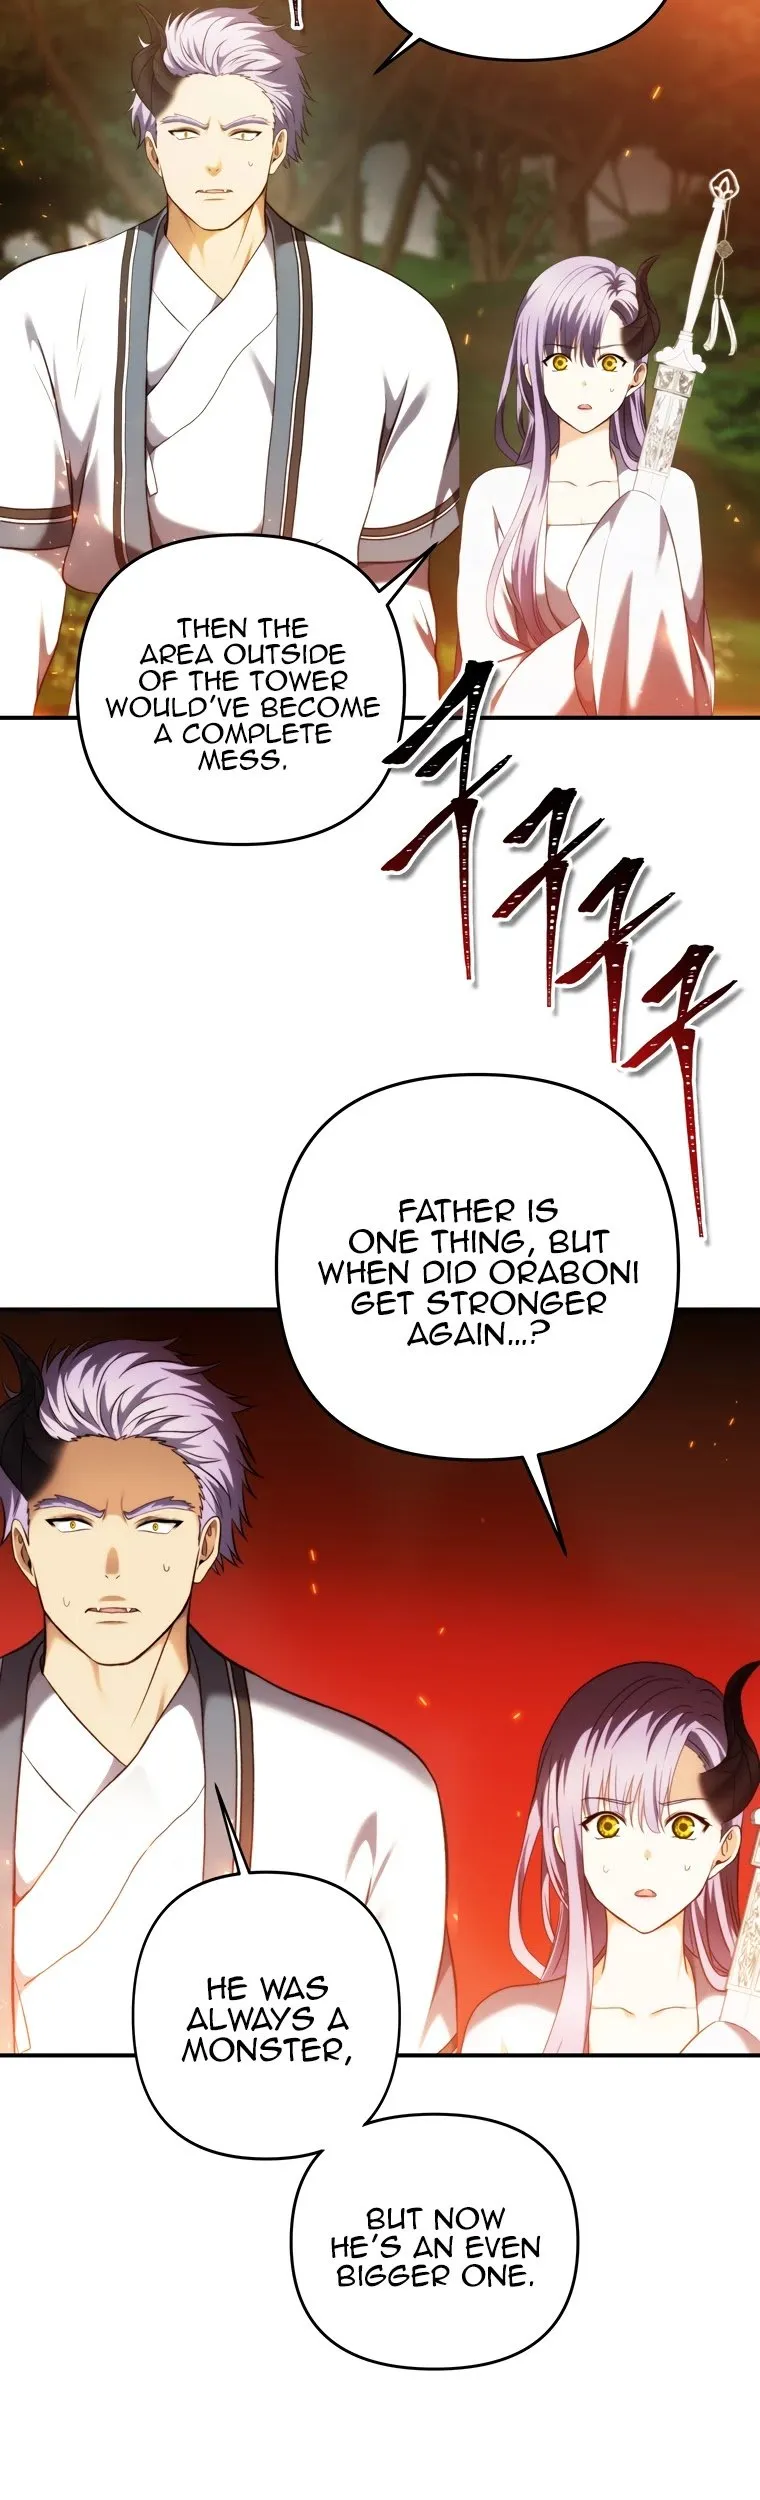 THEN THE
AREA OUTSIDE
OF THE TOWER
WOULD'VE BECOME
A COMPLETE
MESS.
FATHER IS
ONE THING, BUT
WHEN DID ORABONI
GET STRONGER
AGAIN...?
HE WAS
ALWAYS A
MONSTER,
BUT NOW
HE'S AN EVEN
BIGGER ONE.